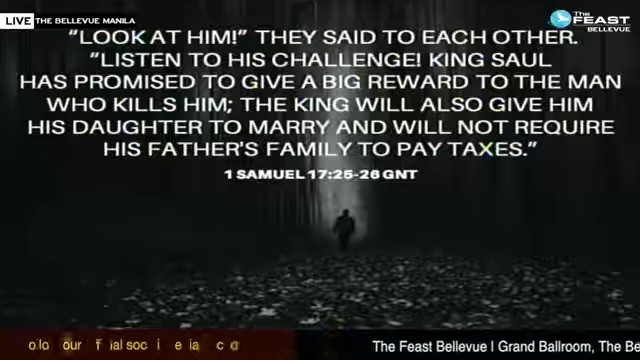 LIVE THE BELLEVUE MANILA
The FEAST
BELLEVUE
“LOOK AT HIM!” THEY SAID TO EACH OTHER.
“LISTEN TO HIS CHALLENGE! KING SAUL
HAS PROMISED TO GIVE A BIG REWARD TO THE MAN
WHO KILLS HIM; THE KING WILL ALSO GIVE HIM
HIS DAUGHTER TO MARRY AND WILL NOT REQUIRE
HIS FATHER'S FAMILY TO PAY TAXES.”
1 SAMUEL 17:25-26 GNT
The Feast Bellevue | Grand Ballroom, The Be